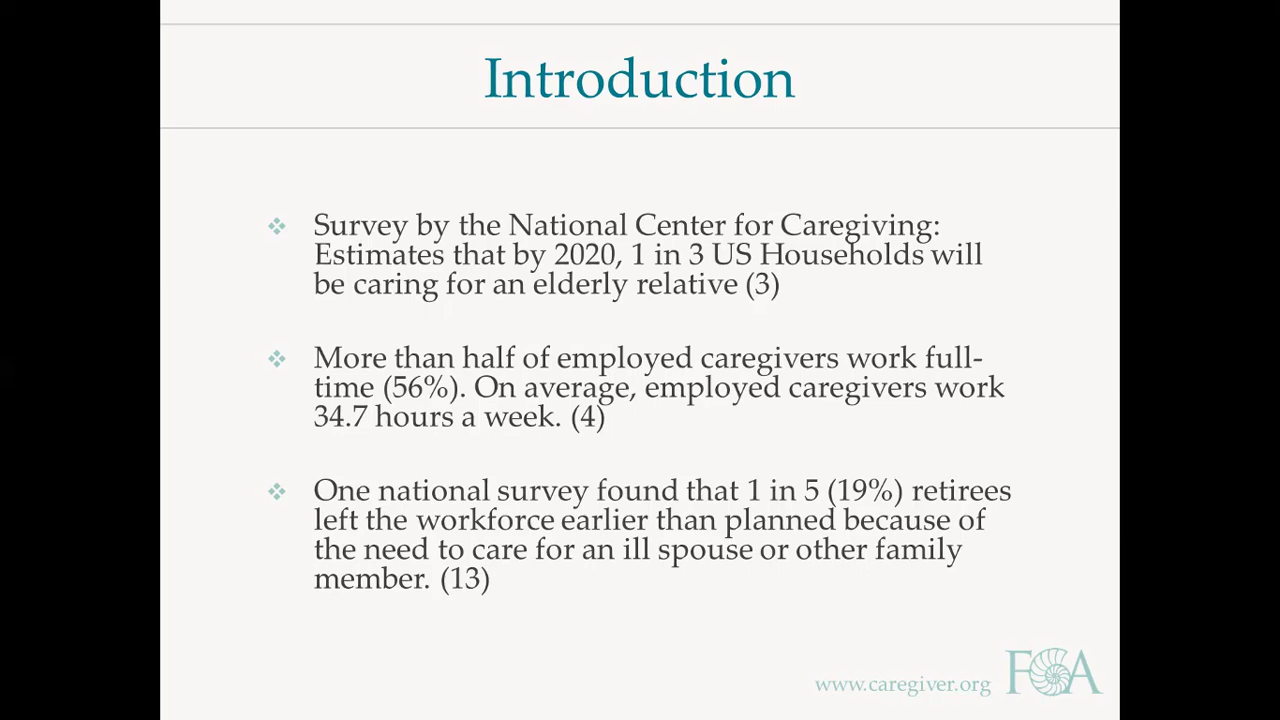 Introduction
Survey by the National Center for Caregiving:
Estimates that by 2020, 1 in 3 US Households will
be caring for an elderly relative (3)
More than half of employed caregivers work full-
time (56%). On average, employed caregivers work
34.7 hours a week. (4)
One national survey found that 1 in 5 (19%) retirees
left the workforce earlier than planned because of
the need to care for an ill spouse or other family
member. (13)
www.caregiver.org FCA